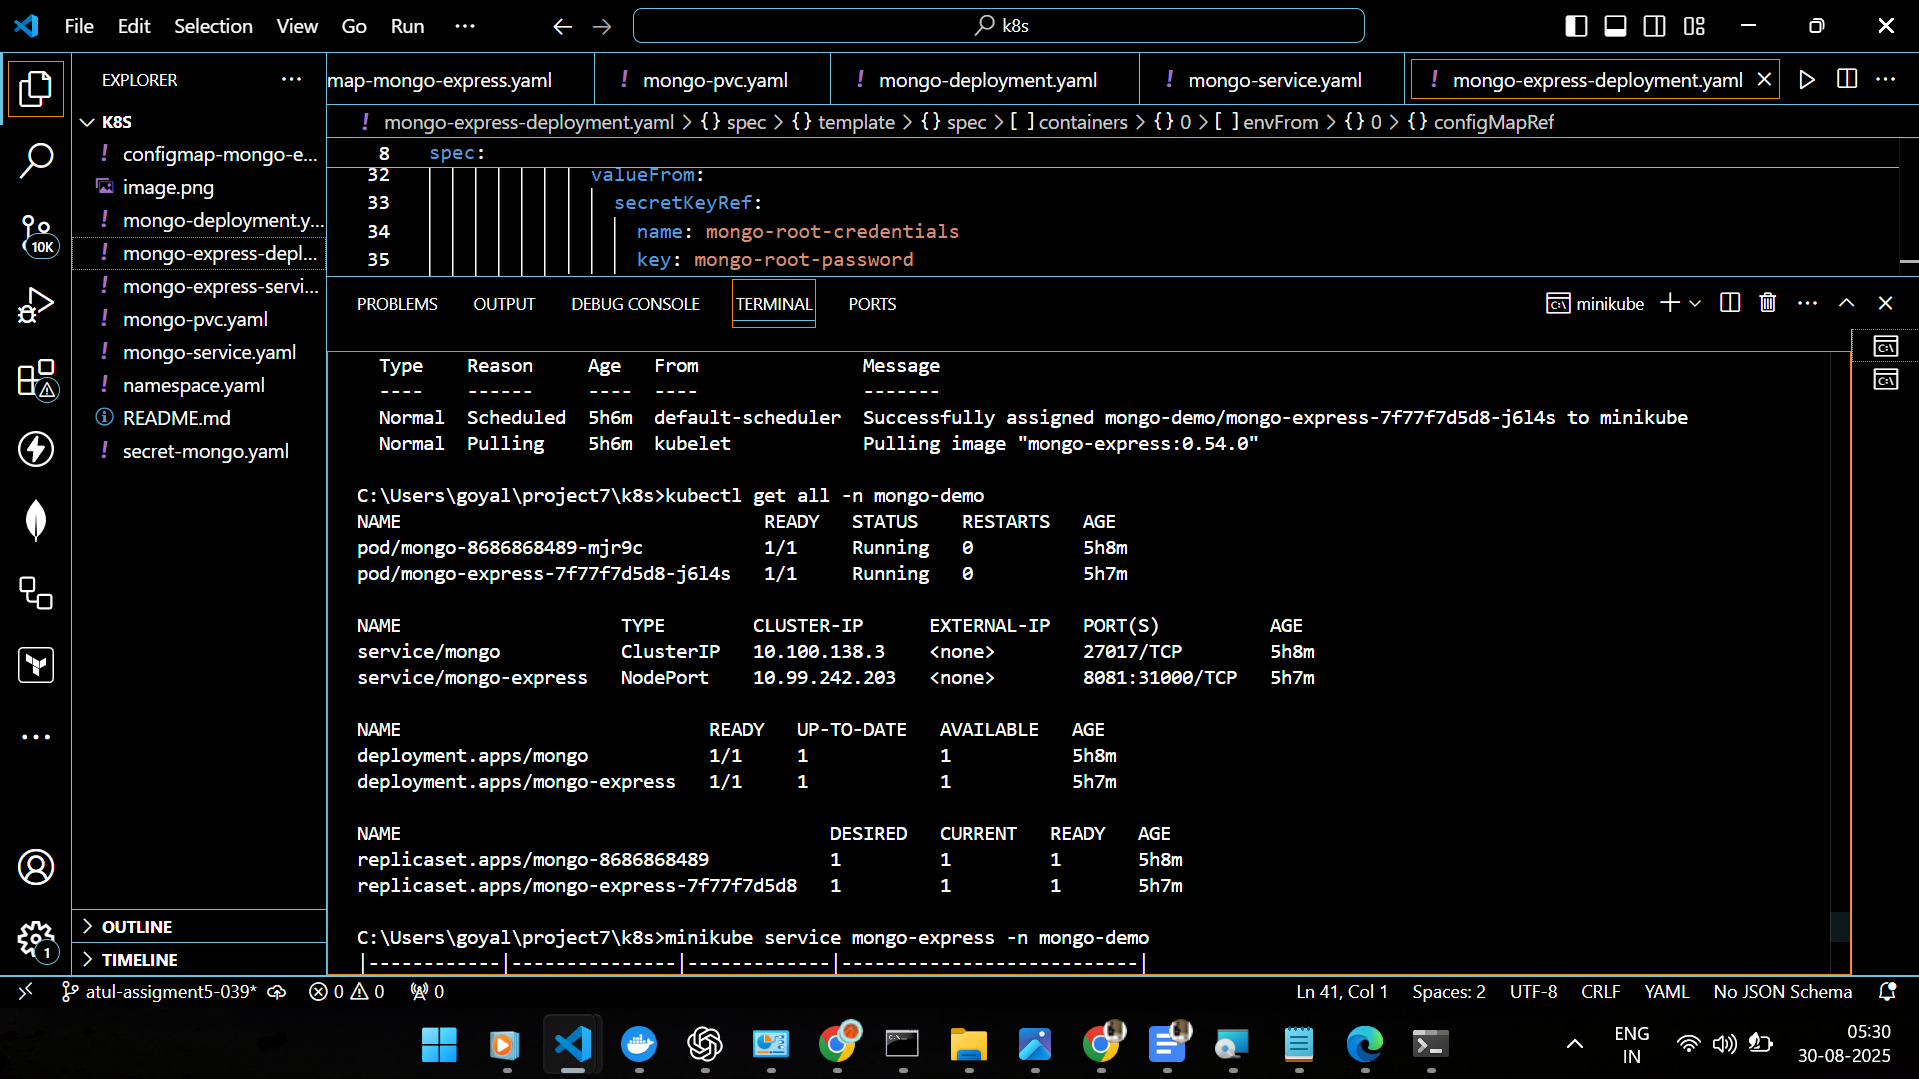 File Edit Selection View Go Run ··· k8s
EXPLORER ···
map-mongo-express.yaml ! mongo-pvc.yaml ! mongo-deployment.yaml ! mongo-service.yaml ! mongo-express-deployment.yaml
! mongo-express-deployment.yaml > {} spec > {} template > {} spec > [ ] containers > {} 0 > [ ] envFrom > {} 0 > {} configMapRef
K8S
! configmap-mongo-e...
image.png
! mongo-deployment.y...
! mongo-express-depl...
! mongo-express-servi...
! mongo-pvc.yaml
! mongo-service.yaml
! namespace.yaml
README.md
! secret-mongo.yaml
OUTLINE
TIMELINE
10K
1
8 spec:
32 valueFrom:
33 secretKeyRef:
34 name: mongo-root-credentials
35 key: mongo-root-password
PROBLEMS OUTPUT DEBUG CONSOLE TERMINAL PORTS minikube
Type Reason Age From Message
---- ------ ---- ---- -------
Normal Scheduled 5h6m default-scheduler Successfully assigned mongo-demo/mongo-express-7f77f7d5d8-j6l4s to minikube
Normal Pulling 5h6m kubelet Pulling image "mongo-express:0.54.0"
C:\Users\goyal\project7\k8s>kubectl get all -n mongo-demo
NAME READY STATUS RESTARTS AGE
pod/mongo-8686868489-mjr9c 1/1 Running 0 5h8m
pod/mongo-express-7f77f7d5d8-j6l4s 1/1 Running 0 5h7m
NAME TYPE CLUSTER-IP EXTERNAL-IP PORT(S) AGE
service/mongo ClusterIP 10.100.138.3 <none> 27017/TCP 5h8m
service/mongo-express NodePort 10.99.242.203 <none> 8081:31000/TCP 5h7m
NAME READY UP-TO-DATE AVAILABLE AGE
deployment.apps/mongo 1/1 1 1 5h8m
deployment.apps/mongo-express 1/1 1 1 5h7m
NAME DESIRED CURRENT READY AGE
replicaset.apps/mongo-8686868489 1 1 1 5h8m
replicaset.apps/mongo-express-7f77f7d5d8 1 1 1 5h7m
C:\Users\goyal\project7\k8s>minikube service mongo-express -n mongo-demo
|------------|---------------|-------------|---------------------------|
atul-assigment5-039* 0 0 0 Ln 41, Col 1 Spaces: 2 UTF-8 CRLF YAML No JSON Schema
ENG
IN
05:30
30-08-2025